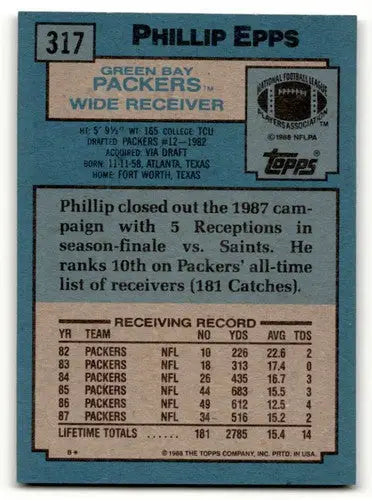 317
PHILLIP EPPS
GREEN BAY
PACKERS™
WIDE RECEIVER
HT: 5' 9½" WT: 165 COLLEGE: TCU
DRAFTED: PACKERS #12-1982
ACQUIRED: VIA DRAFT
BORN: 11-11-58, ATLANTA, TEXAS
HOME: FORT WORTH, TEXAS
NATIONAL FOOTBALL LEAGUE
PLAYERS ASSOCIATION™
©1988 NFLPA
TOPPS
Phillip closed out the 1987 cam-
paign with 5 Receptions in
season-finale vs. Saints. He
ranks 10th on Packers' all-time
list of receivers (181 Catches).
RECEIVING RECORD
YR TEAM NO YDS AVG TDS
82 PACKERS NFL 10 226 22.6 2
83 PACKERS NFL 18 313 17.4 0
84 PACKERS NFL 26 435 16.7 3
85 PACKERS NFL 44 683 15.5 3
86 PACKERS NFL 49 612 12.5 4
87 PACKERS NFL 34 516 15.2 2
LIFETIME TOTALS 181 2785 15.4 14
B* © 1988 THE TOPPS COMPANY, INC. PRTD. IN U.S.A.